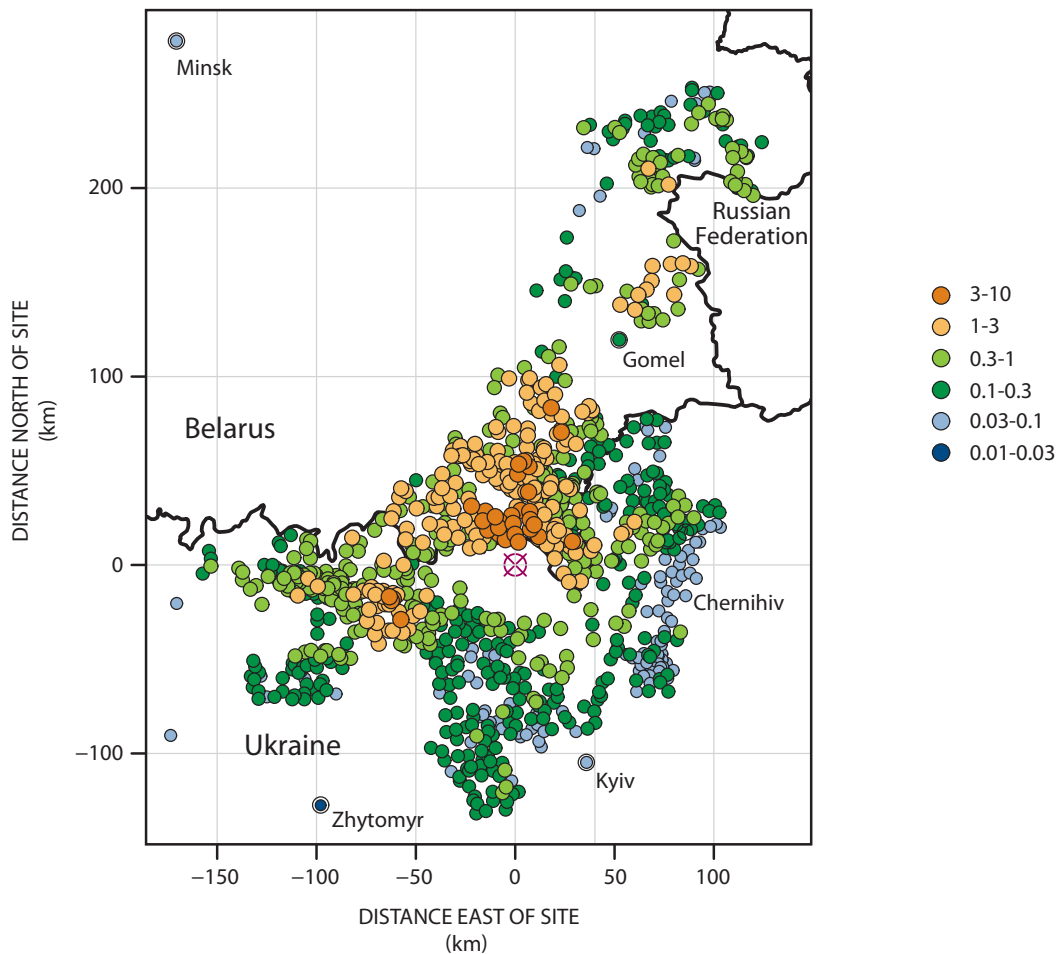 Minsk
Russian
Federation
Gomel
Belarus
Chernihiv
Ukraine
Kyiv
Zhytomyr
200
100
0
−100
−150
−100
−50
0
50
100
DISTANCE NORTH OF SITE
(km)
DISTANCE EAST OF SITE
(km)
3-10
1-3
0.3-1
0.1-0.3
0.03-0.1
0.01-0.03